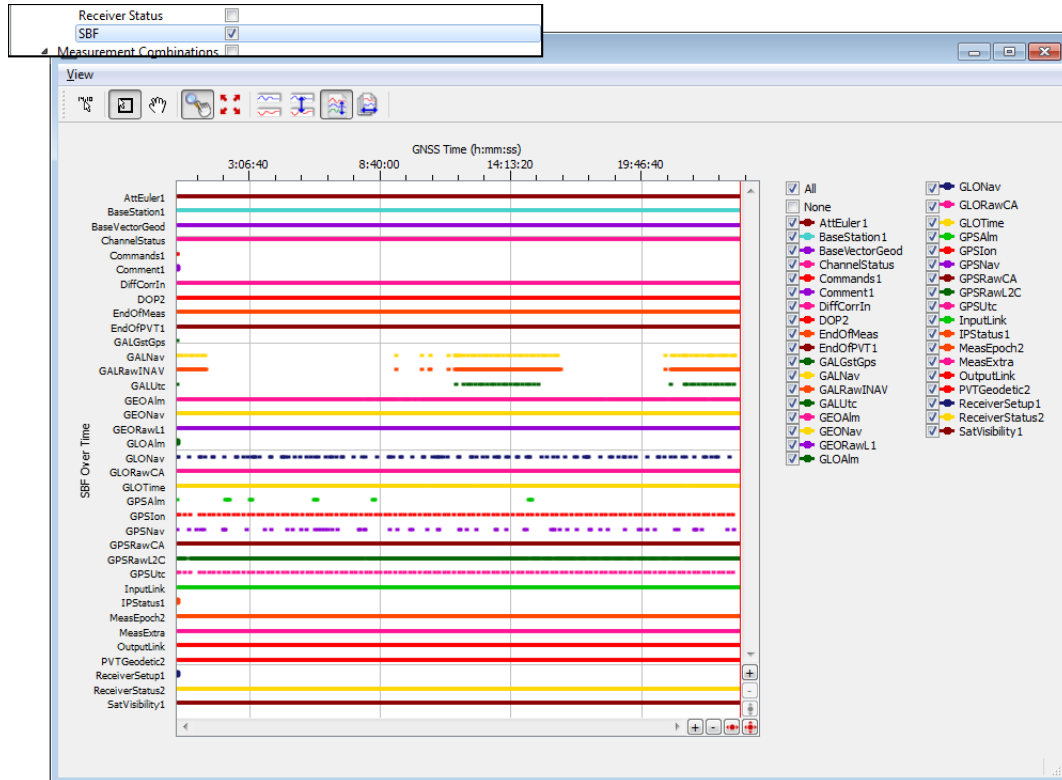 Receiver Status
SBF
Measurement Combinations
View
GNSS Time (h:mm:ss)
3:06:40 8:40:00 14:13:20 19:46:40
SBF Over Time
AttEuler1
BaseStation1
BaseVectorGeod
ChannelStatus
Commands1
Comment1
DiffCorrIn
DOP2
EndOfMeas
EndOfPVT1
GALGstGps
GALNav
GALRawINAV
GALUtc
GEOAlm
GEONav
GEORawL1
GLOAlm
GLONav
GLORawCA
GLOTime
GPSAlm
GPSIon
GPSNav
GPSRawCA
GPSRawL2C
GPSUtc
InputLink
IPStatus1
MeasEpoch2
MeasExtra
OutputLink
PVTGeodetic2
ReceiverSetup1
ReceiverStatus2
SatVisibility1
All
None
AttEuler1
BaseStation1
BaseVectorGeod
ChannelStatus
Commands1
Comment1
DiffCorrIn
DOP2
EndOfMeas
EndOfPVT1
GALGstGps
GALNav
GALRawINAV
GALUtc
GEOAlm
GEONav
GEORawL1
GLOAlm
GLONav
GLORawCA
GLOTime
GPSAlm
GPSIon
GPSNav
GPSRawCA
GPSRawL2C
GPSUtc
InputLink
IPStatus1
MeasEpoch2
MeasExtra
OutputLink
PVTGeodetic2
ReceiverSetup1
ReceiverStatus2
SatVisibility1